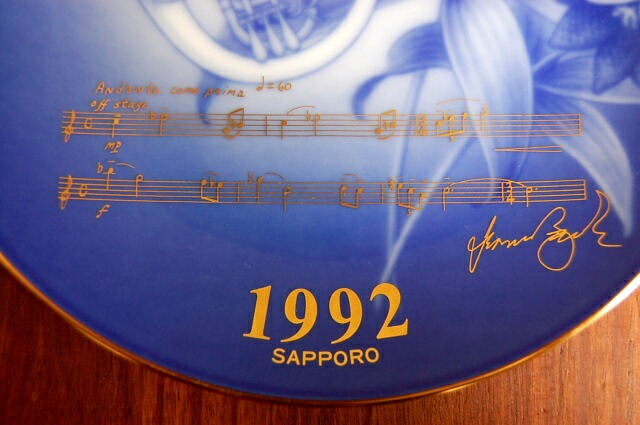 Andante come prima ♩=60
off stage
mp
f
1992
SAPPORO